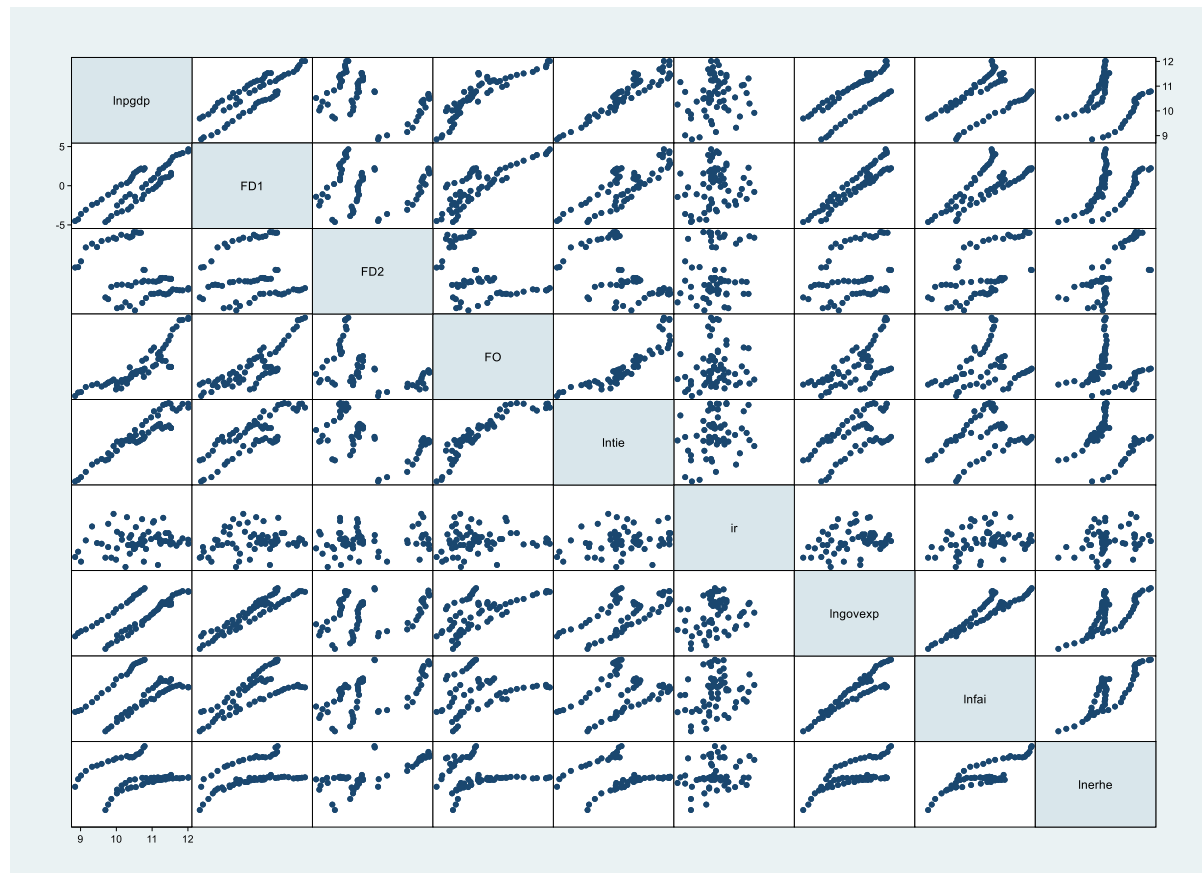 12
11
lnpgdp
10
9
5
0
FD1
-5
FD2
FO
lntie
ir
lngovexp
lnfai
lnerhe
9 10 11 12